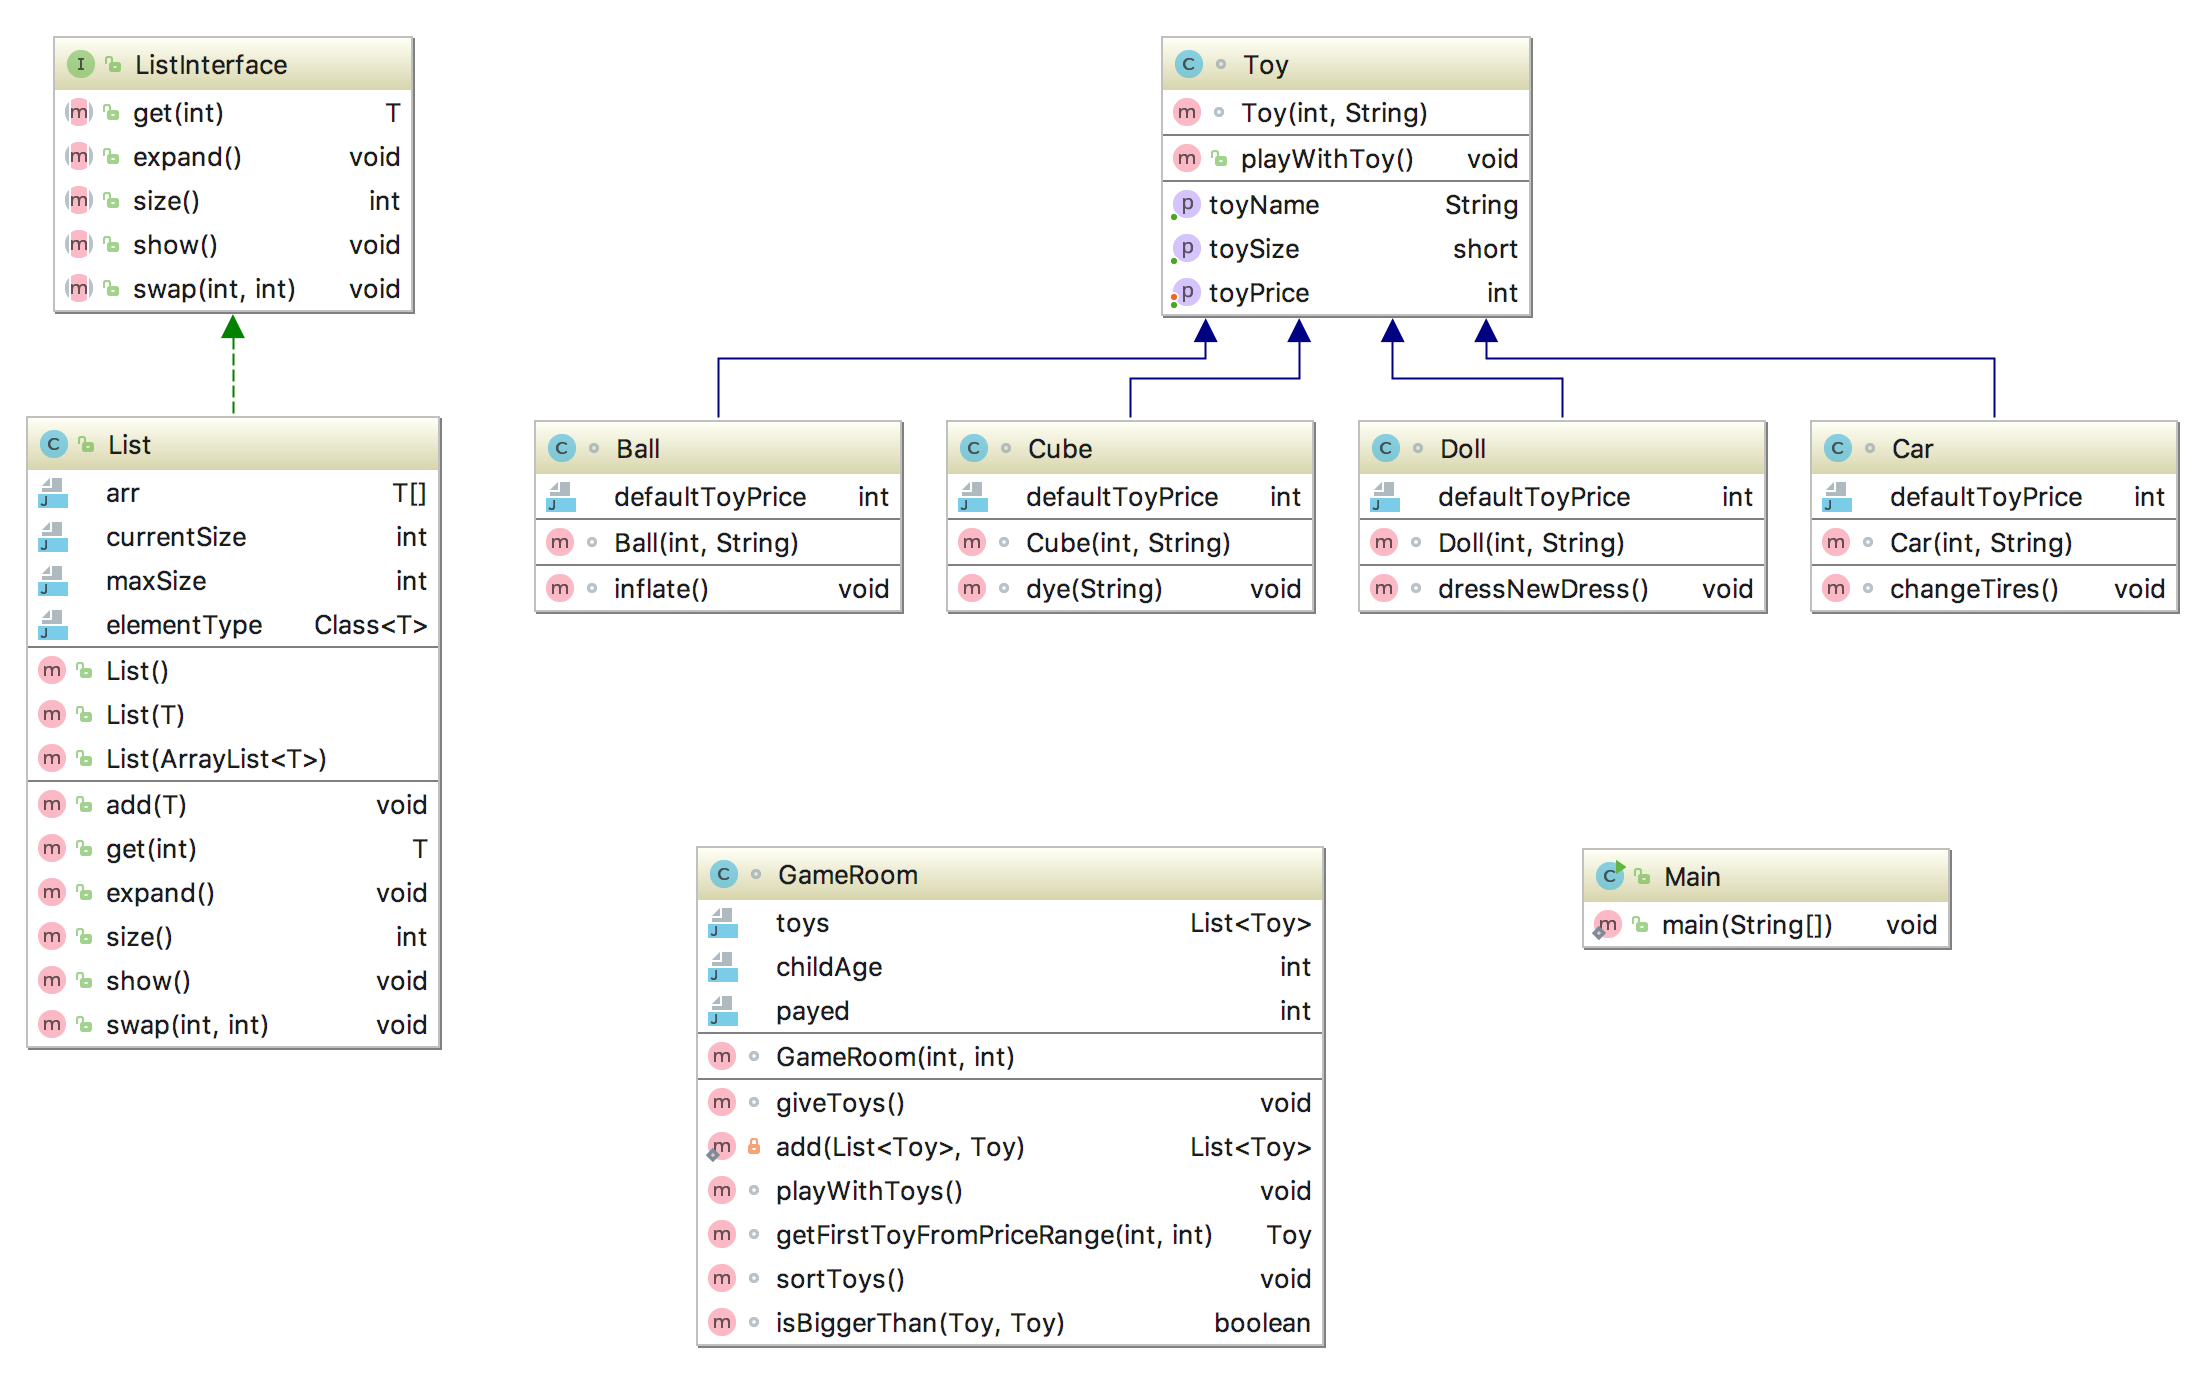 ListInterface
get(int) T
expand() void
size() int
show() void
swap(int, int) void
Toy
Toy(int, String)
playWithToy() void
toyName String
toySize short
toyPrice int
List
arr T[]
currentSize int
maxSize int
elementType Class<T>
List()
List(T)
List(ArrayList<T>)
add(T) void
get(int) T
expand() void
size() int
show() void
swap(int, int) void
Ball
defaultToyPrice int
Ball(int, String)
inflate() void
Cube
defaultToyPrice int
Cube(int, String)
dye(String) void
Doll
defaultToyPrice int
Doll(int, String)
dressNewDress() void
Car
defaultToyPrice int
Car(int, String)
changeTires() void
GameRoom
toys List<Toy>
childAge int
payed int
GameRoom(int, int)
giveToys() void
add(List<Toy>, Toy) List<Toy>
playWithToys() void
getFirstToyFromPriceRange(int, int) Toy
sortToys() void
isBiggerThan(Toy, Toy) boolean
Main
main(String[]) void